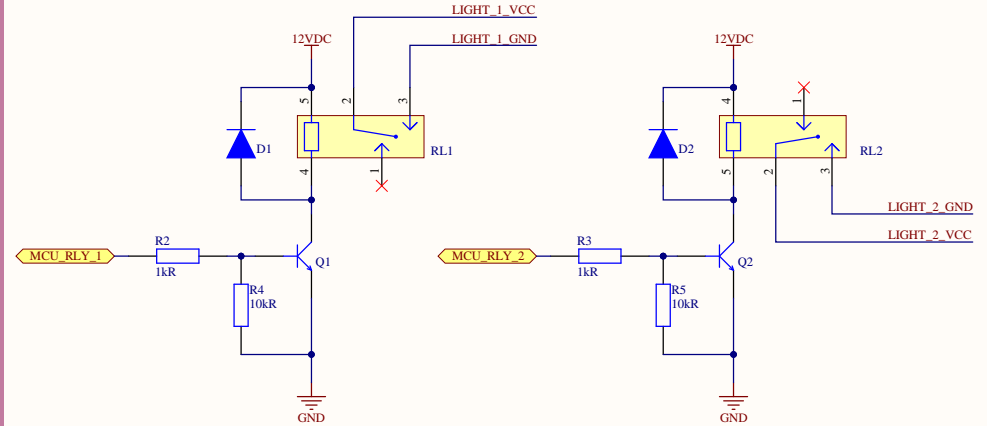 LIGHT_1_VCC
LIGHT_1_GND
12VDC
12VDC
5
2
3
4
1
D1
RL1
D2
RL2
4
1
5
2
3
LIGHT_2_GND
LIGHT_2_VCC
MCU_RLY_1
R2
1kR
Q1
R4
10kR
GND
MCU_RLY_2
R3
1kR
Q2
R5
10kR
GND